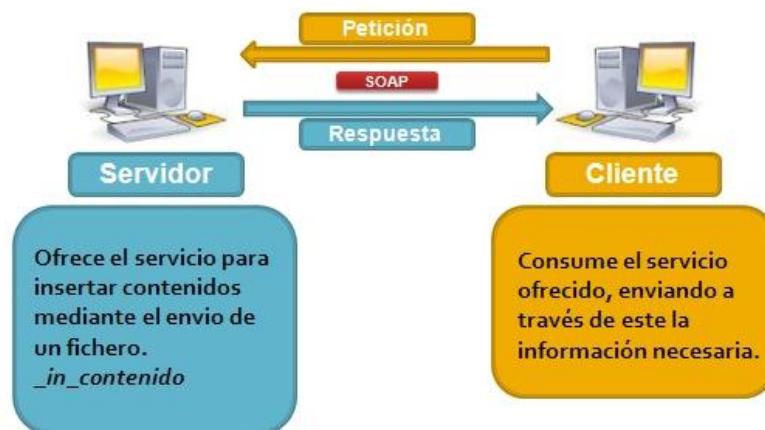 Petición
SOAP
Respuesta
Servidor
Cliente
Ofrece el servicio para
insertar contenidos
mediante el envio de
un fichero.
_in_contenido
Consume el servicio
ofrecido, enviando a
través de este la
información necesaria.